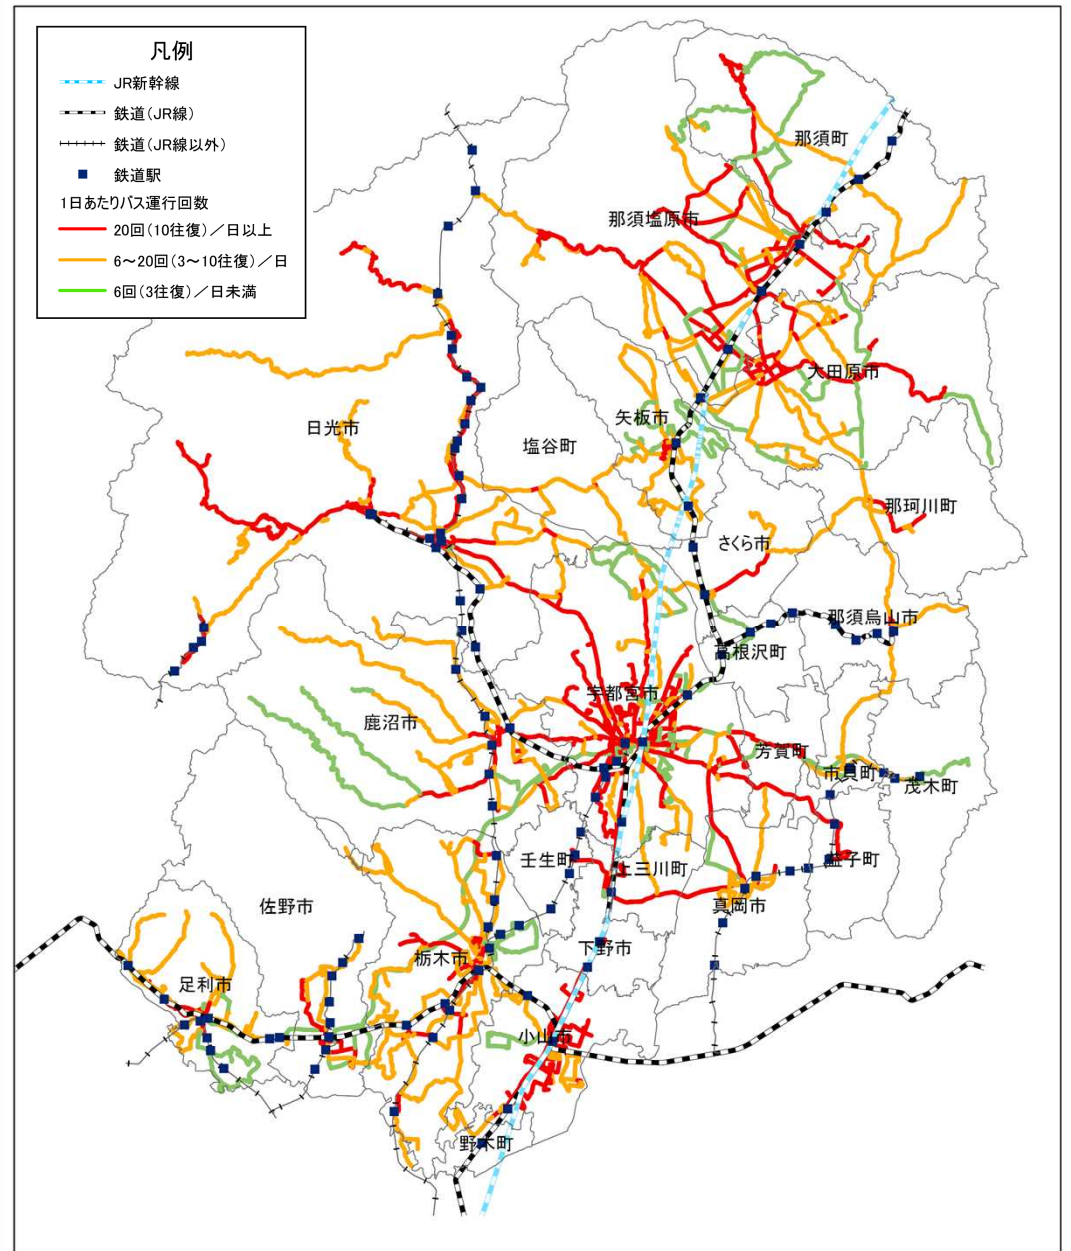 凡例
JR新幹線
鉄道(JR線)
鉄道(JR線以外)
鉄道駅
1日あたりバス運行回数
20回(10往復)/日以上
6~20回(3~10往復)/日
6回(3往復)/日未満
那須町
那須塩原市
大田原市
矢板市
日光市
塩谷町
那珂川町
さくら市
那須烏山市
高根沢町
宇都宮市
鹿沼市
芳賀町
市貝町
茂木町
壬生町
上三川町
益子町
佐野市
真岡市
下野市
栃木市
足利市
小山市
野木町